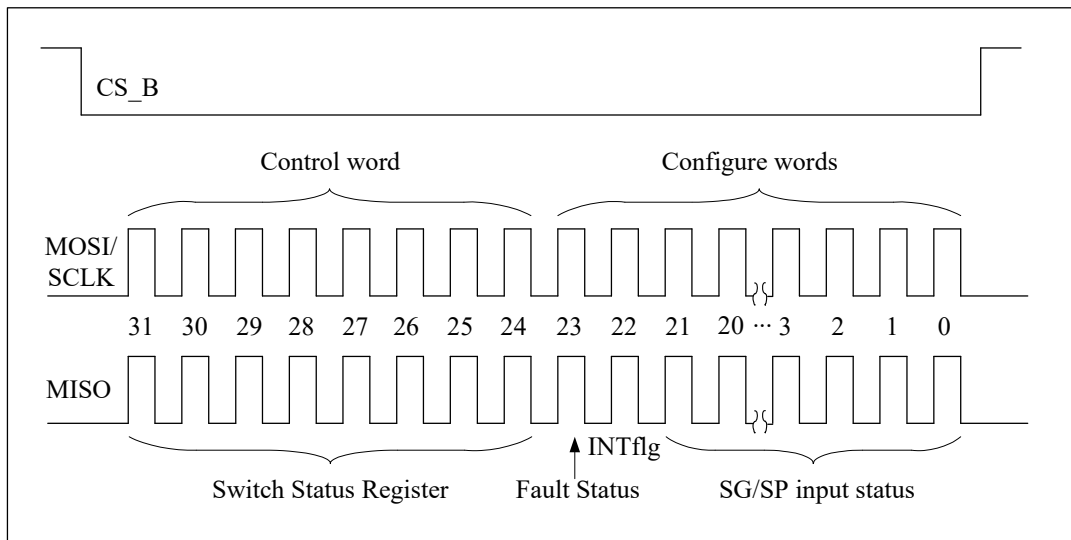 CS_B
Control word
Configure words
MOSI/
SCLK
31 30 29 28 27 26 25 24 23 22 21 20 ··· 3 2 1 0
MISO
INTflg
Switch Status Register
Fault Status
SG/SP input status